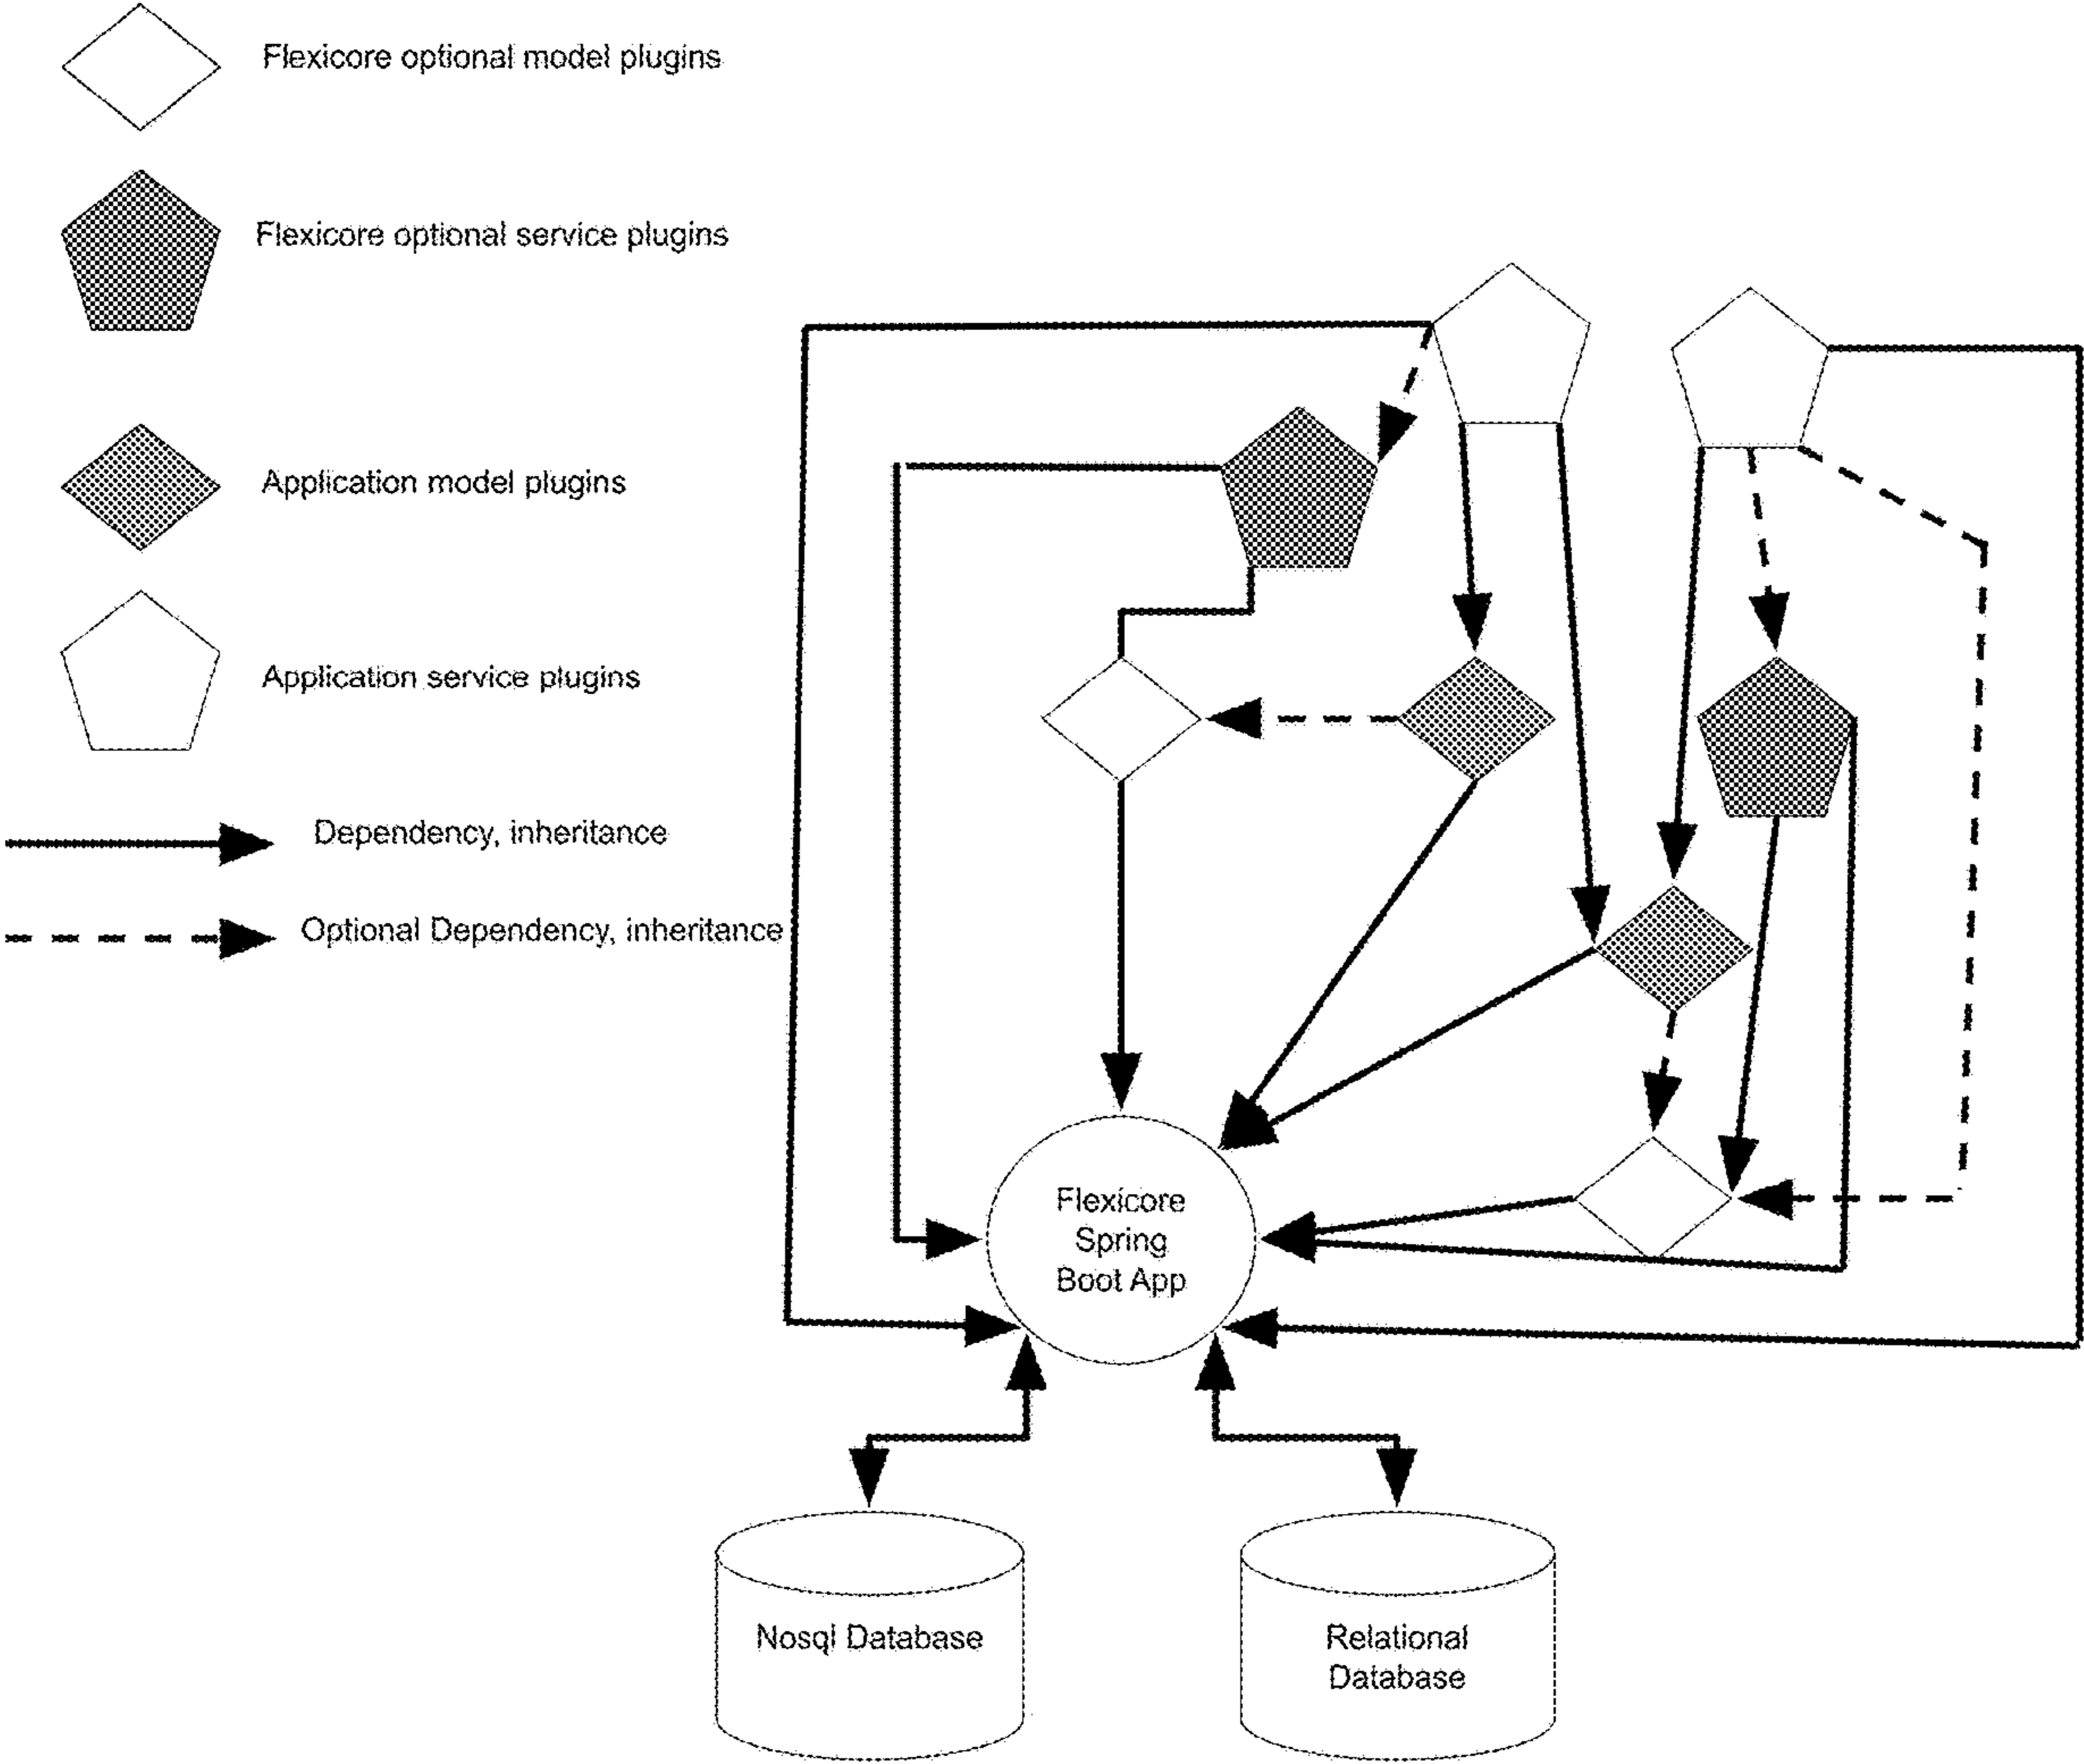 Flexicore optional model plugins
Flexicore optional service plugins
Application model plugins
Application service plugins
Dependency, inheritance
Optional Dependency, inheritance
Flexicore
Spring
Boot App
Nosql Database
Relational
Database